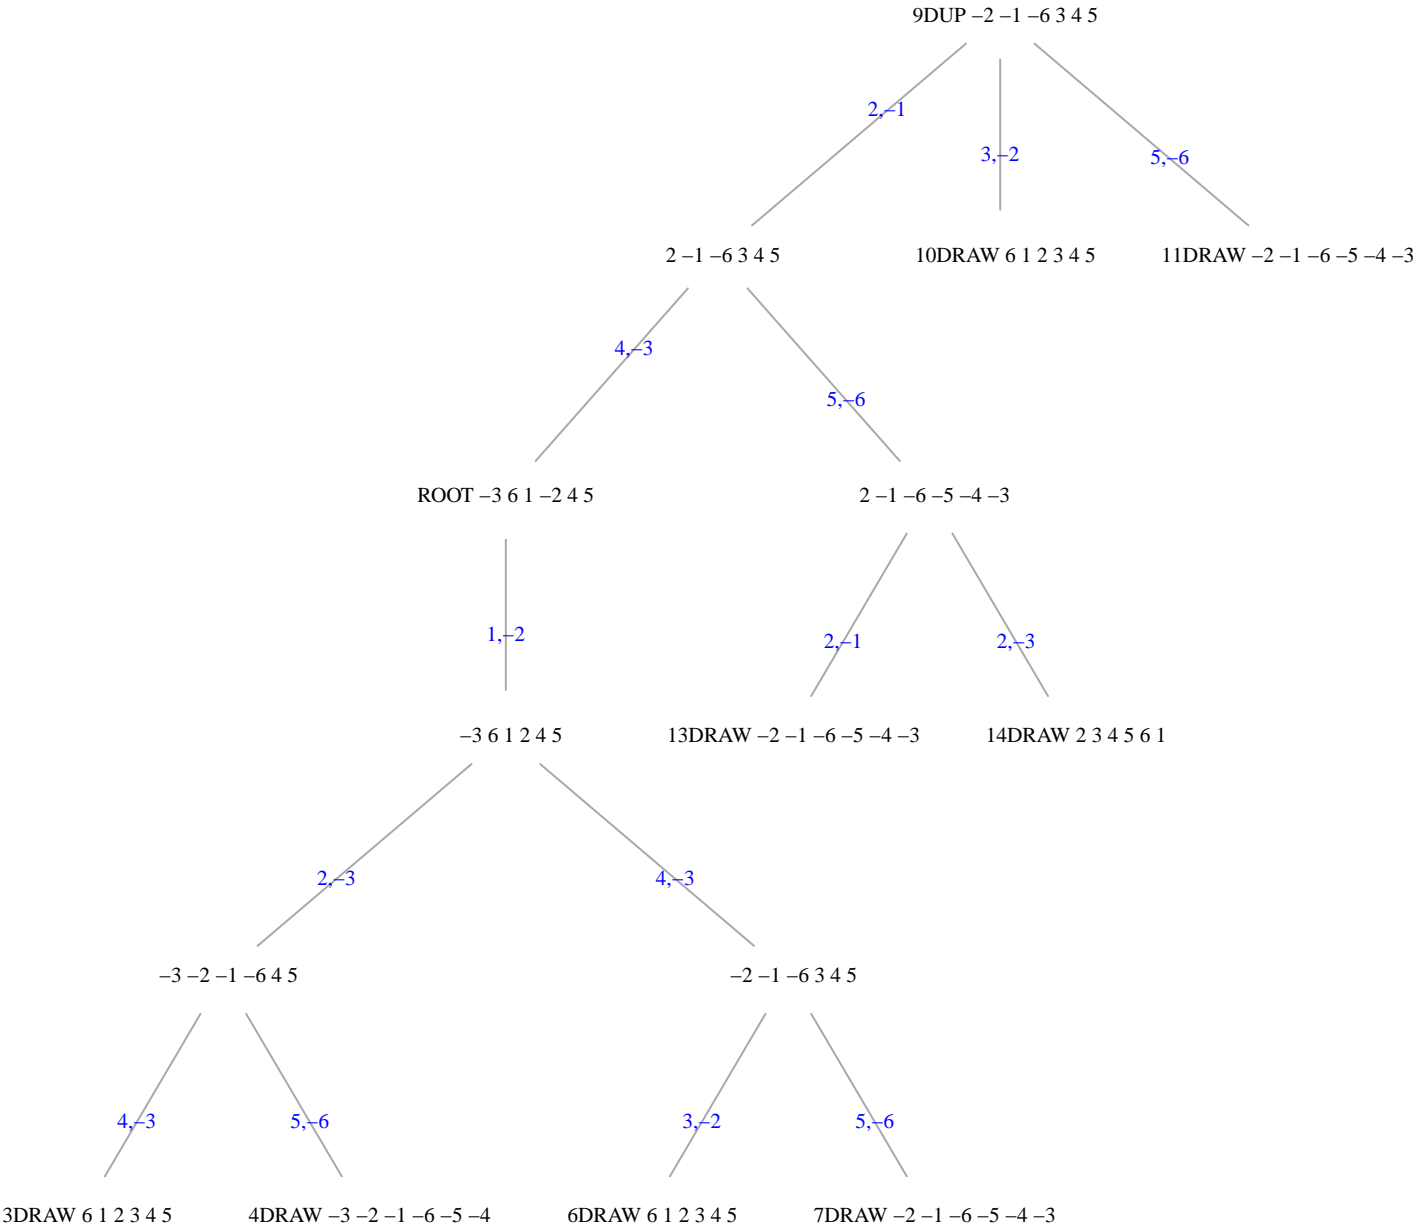 9DUP –2 –1 –6 3 4 5
2,–1
3,–2
5,–6
2 –1 –6 3 4 5
10DRAW 6 1 2 3 4 5
11DRAW –2 –1 –6 –5 –4 –3
4,–3
5,–6
ROOT –3 6 1 –2 4 5
2 –1 –6 –5 –4 –3
1,–2
2,–1
2,–3
–3 6 1 2 4 5
13DRAW –2 –1 –6 –5 –4 –3
14DRAW 2 3 4 5 6 1
2,–3
4,–3
–3 –2 –1 –6 4 5
–2 –1 –6 3 4 5
4,–3
5,–6
3,–2
5,–6
3DRAW 6 1 2 3 4 5
4DRAW –3 –2 –1 –6 –5 –4
6DRAW 6 1 2 3 4 5
7DRAW –2 –1 –6 –5 –4 –3